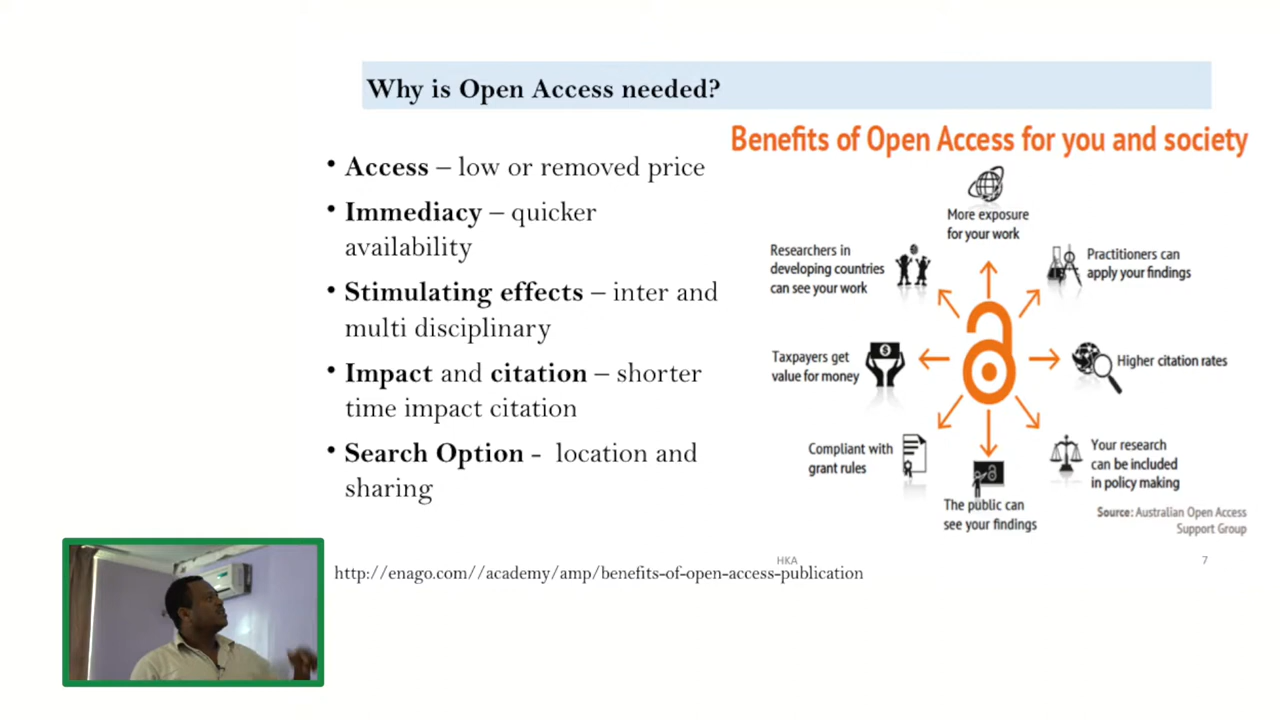 Why is Open Access needed?
• Access – low or removed price
• Immediacy – quicker
availability
• Stimulating effects – inter and
multi disciplinary
• Impact and citation – shorter
time impact citation
• Search Option - location and
sharing
Benefits of Open Access for you and society
More exposure
for your work
Researchers in
developing countries
can see your work
Practitioners can
apply your findings
Taxpayers get
value for money
Higher citation rates
Compliant with
grant rules
Your research
can be included
in policy making
The public can
see your findings
Source: Australian Open Access
Support Group
HKA
7
http://enago.com//academy/amp/benefits-of-open-access-publication